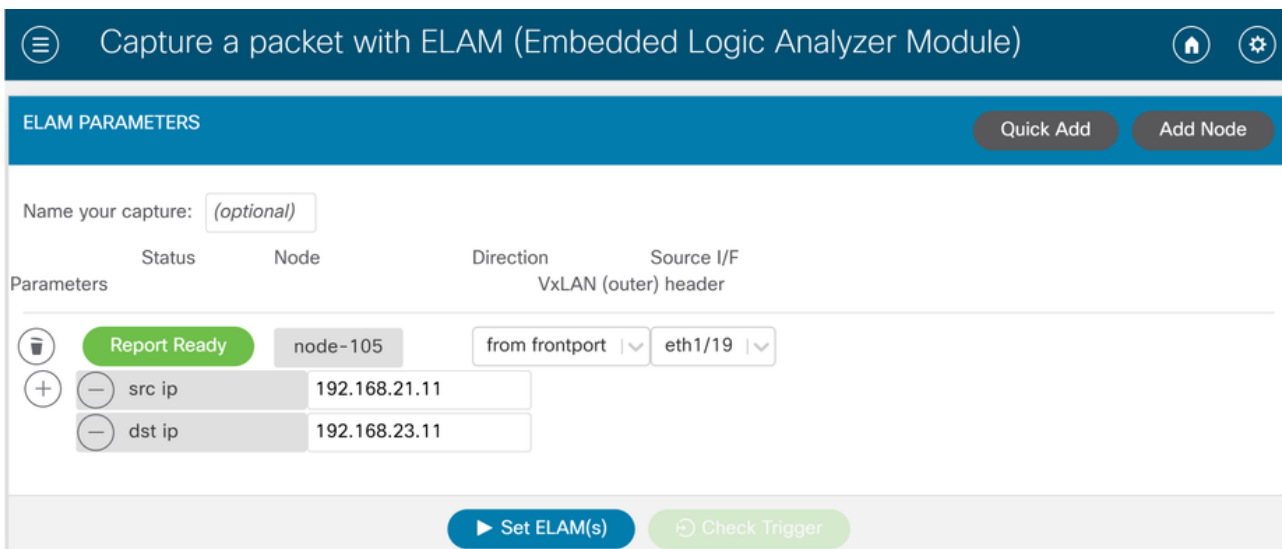 Capture a packet with ELAM (Embedded Logic Analyzer Module)
ELAM PARAMETERS
Quick Add
Add Node
Name your capture: (optional)
Status Node Direction Source I/F
Parameters VxLAN (outer) header
Report Ready node-105 from frontport eth1/19
src ip 192.168.21.11
dst ip 192.168.23.11
Set ELAM(s)
Check Trigger